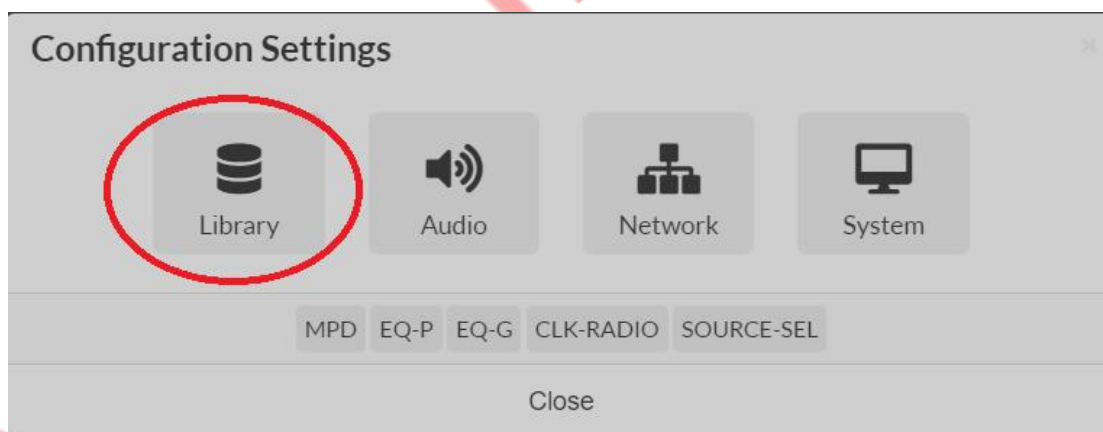 Configuration Settings
Library Audio Network System
MPD EQ-P EQ-G CLK-RADIO SOURCE-SEL
Close